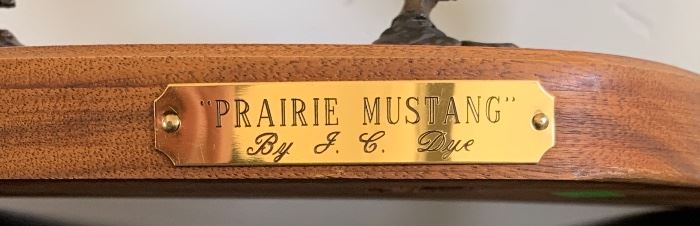 "PRAIRIE MUSTANG"
By J. C. Dye